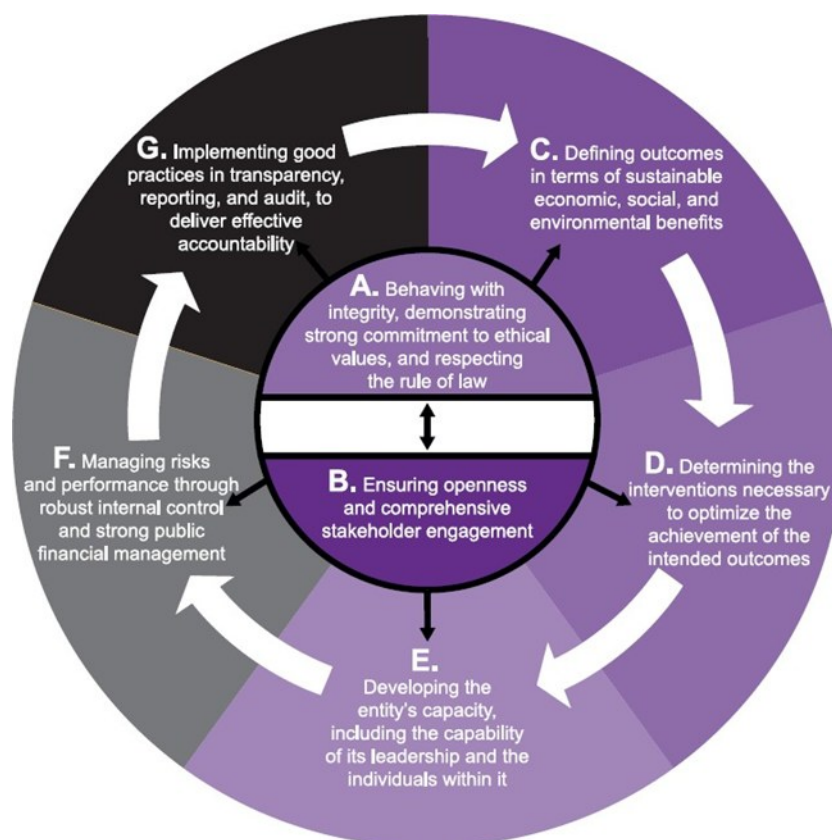 G. Implementing good
practices in transparency,
reporting, and audit, to
deliver effective
accountability
C. Defining outcomes
in terms of sustainable
economic, social, and
environmental benefits
A. Behaving with
integrity, demonstrating
strong commitment to ethical
values, and respecting
the rule of law
B. Ensuring openness
and comprehensive
stakeholder engagement
D. Determining the
interventions necessary
to optimize the
achievement of the
intended outcomes
E.
Developing the
entity's capacity,
including the capability
of its leadership and the
individuals within it
F. Managing risks
and performance through
robust internal control
and strong public
financial management